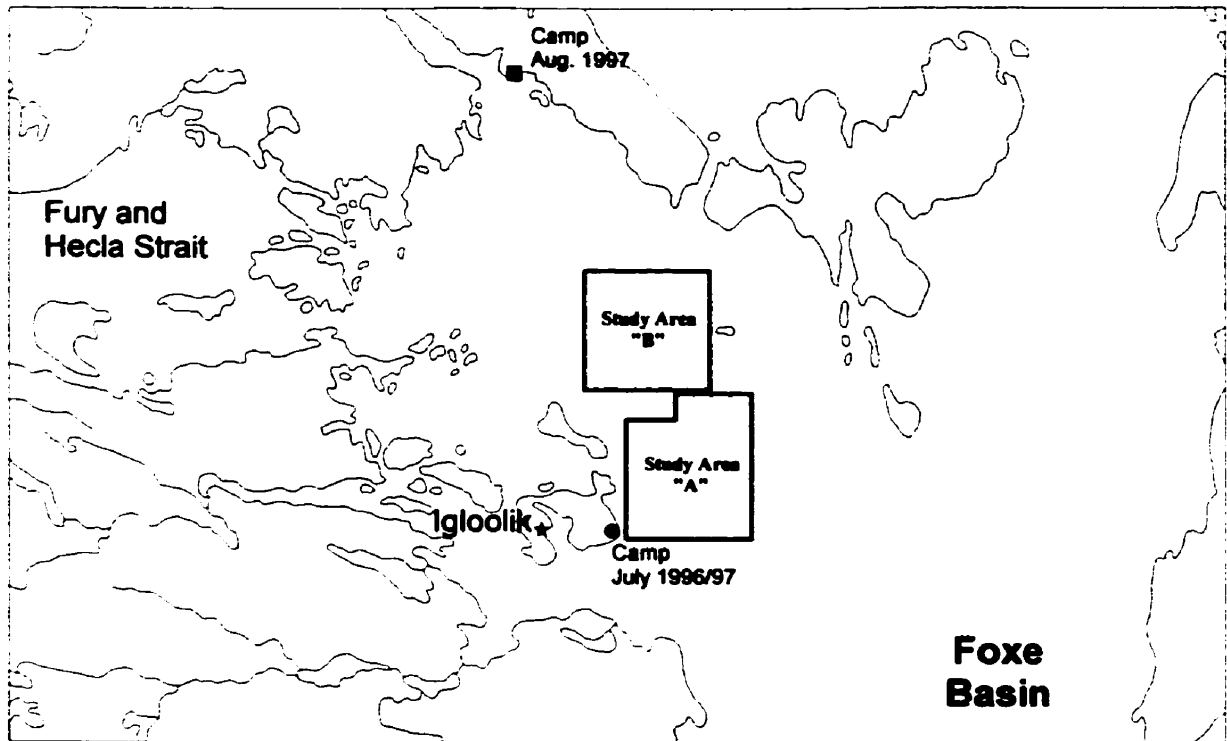 Camp
Aug. 1997
Fury and
Hecla Strait
Study Area
"B"
Study Area
"A"
Igloolik
Camp
July 1996/97
Foxe
Basin